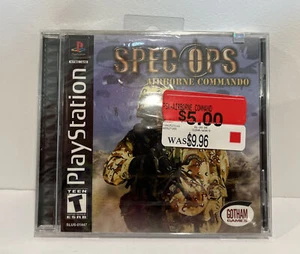 SPEC OPS
AIRBORNE COMMANDO
PlayStation
$5.00
WAS$9.96
TEEN
T
ESRB
GOTHAM
GAMES